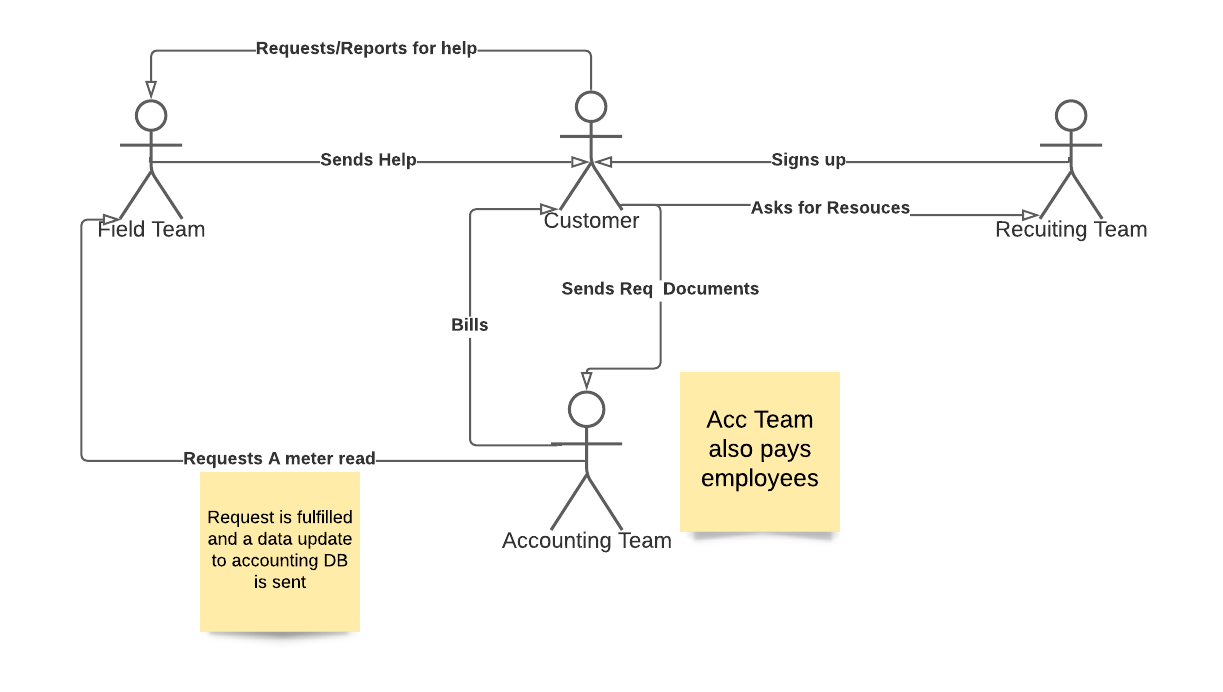 Requests/Reports for help
Sends Help
Signs up
Asks for Resouces
Field Team
Customer
Recuiting Team
Sends Req Documents
Bills
Acc Team
also pays
employees
Requests A meter read
Request is fulfilled
and a data update
to accounting DB
is sent
Accounting Team